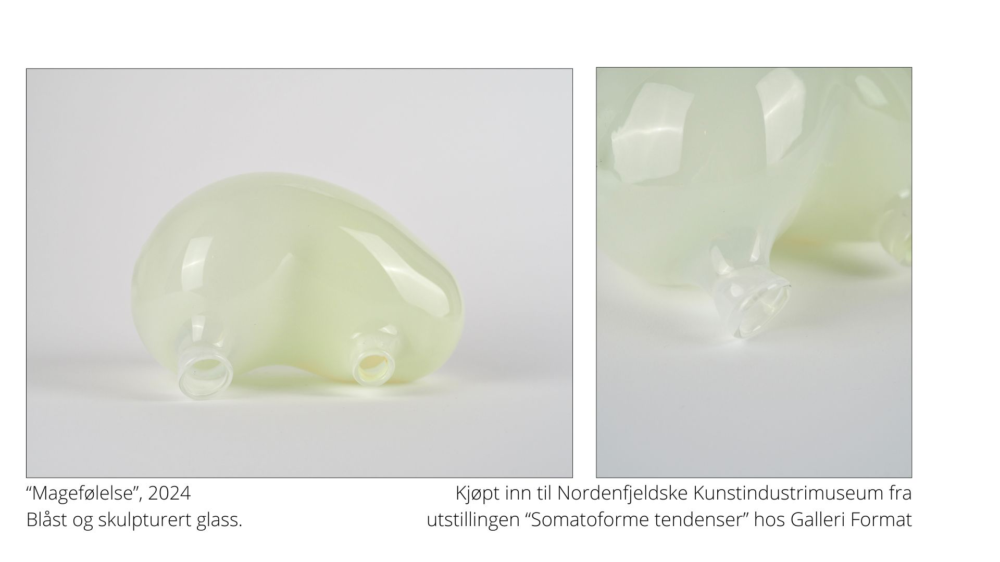 “Magefølelse”, 2024
Blåst og skulpturert glass.
Kjøpt inn til Nordenfjeldske Kunstindustrimuseum fra
utstillingen “Somatoforme tendenser” hos Galleri Format